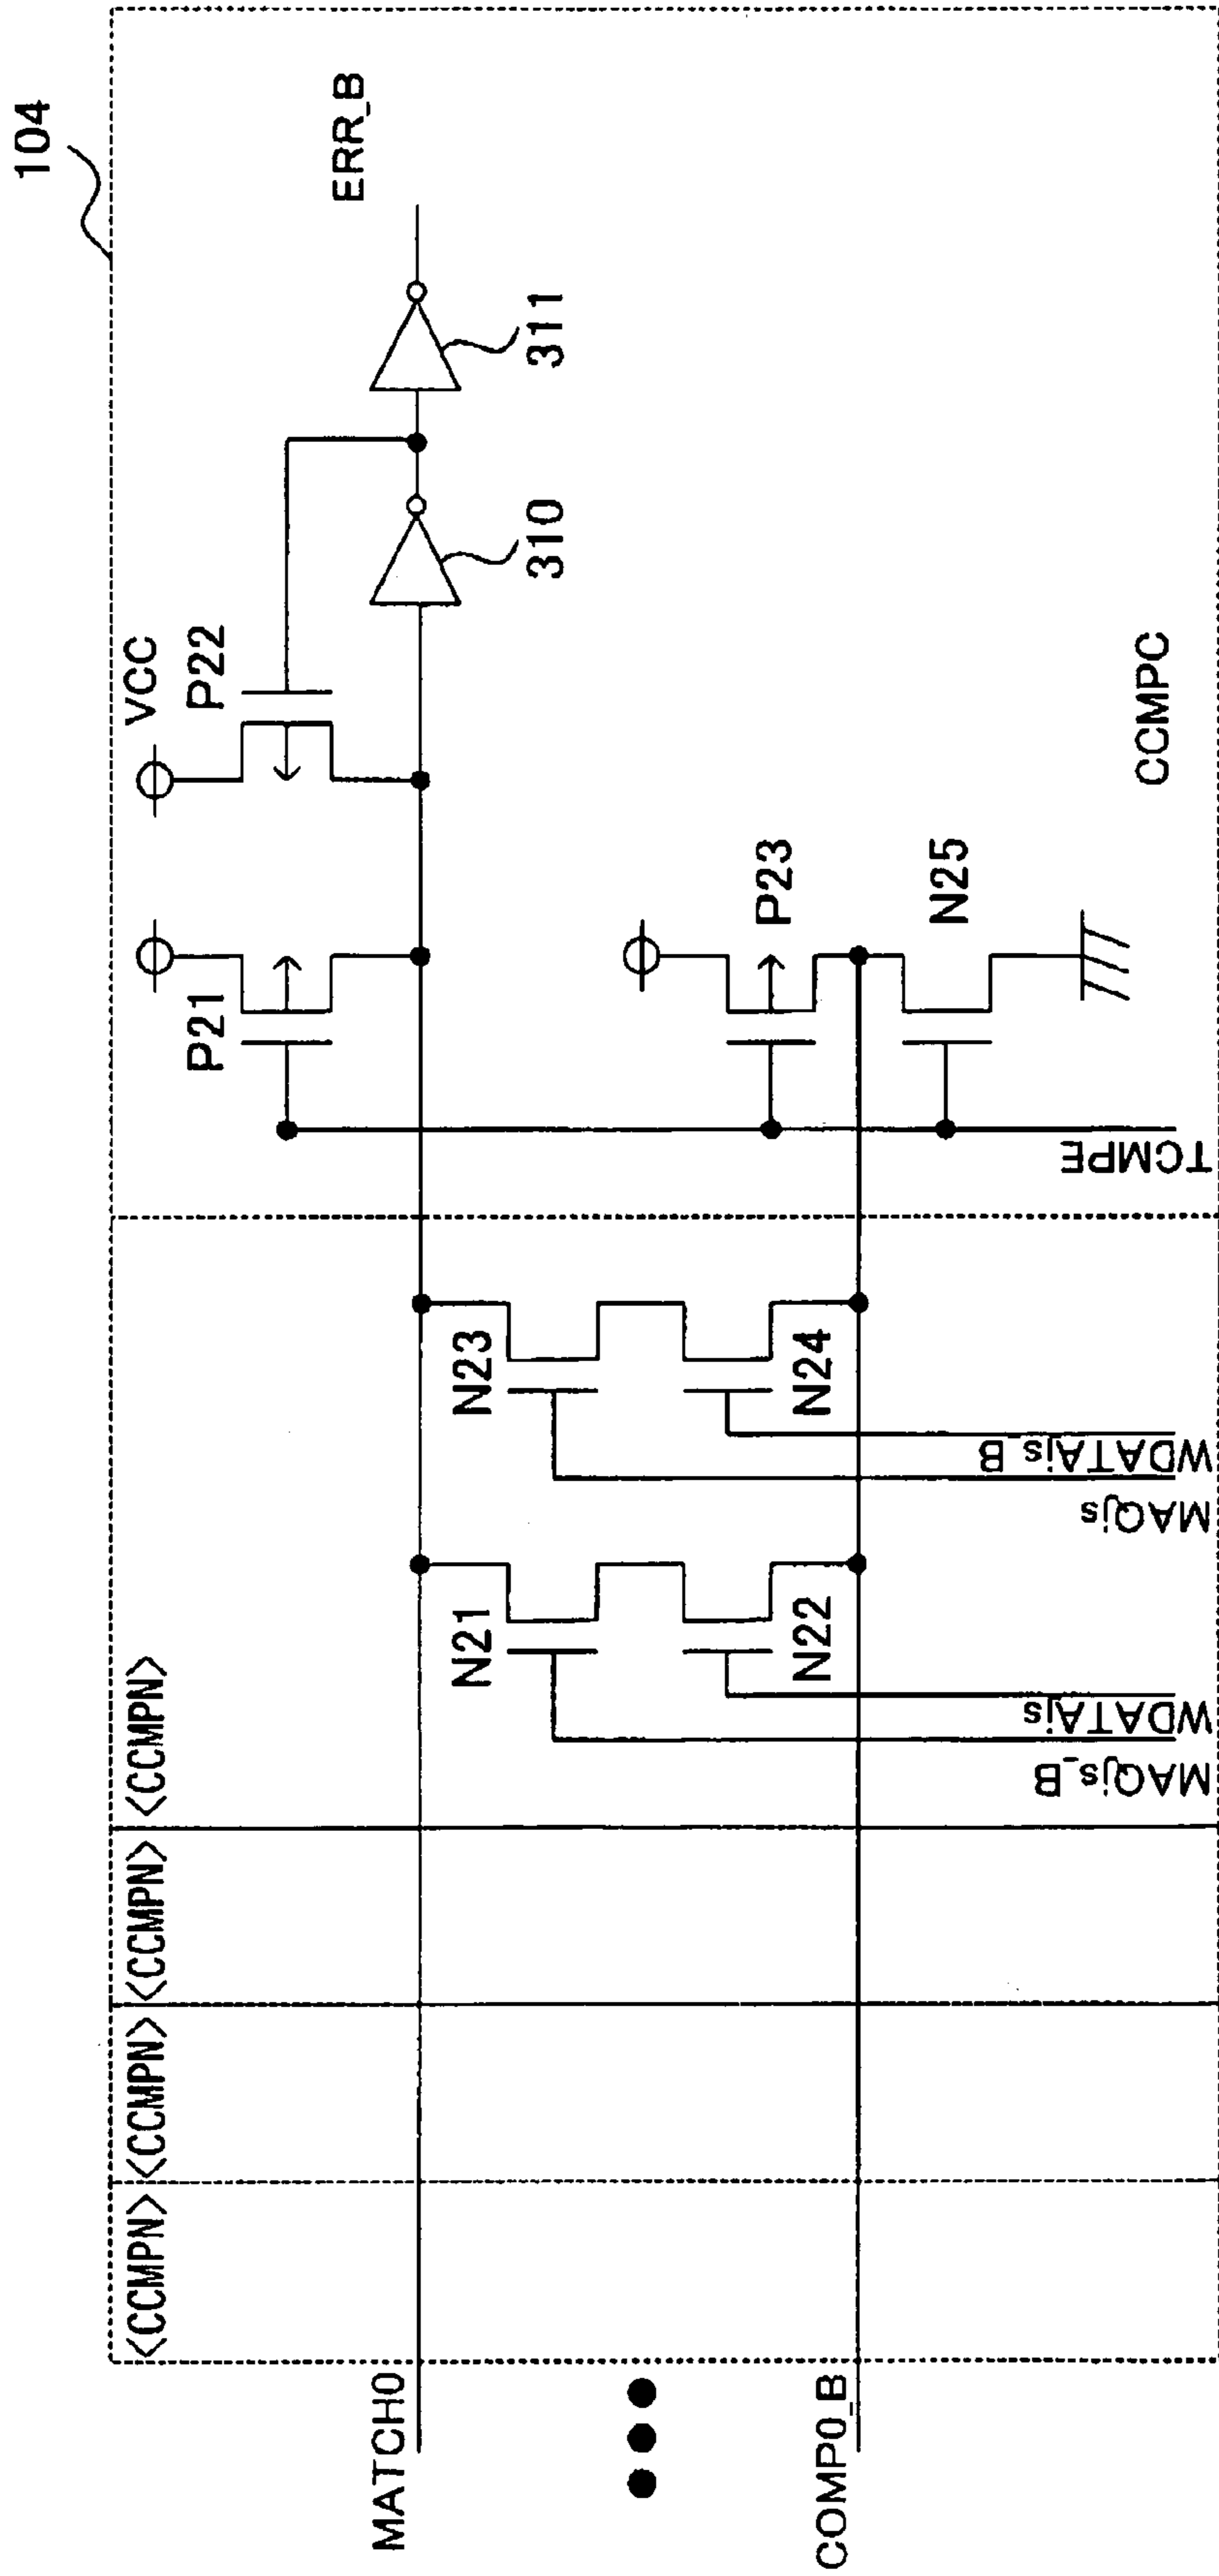 104
VCC
P21
P22
310
311
ERR_B
P23
N25
CCMPC
TCMPE
<CCMPN>
<CCMPN>
<CCMPN>
<CCMPN>
N21
N22
N23
N24
MAQjs_B
WDATAjs
MAQjs
WDATAjs_B
MATCH0
COMP0_B